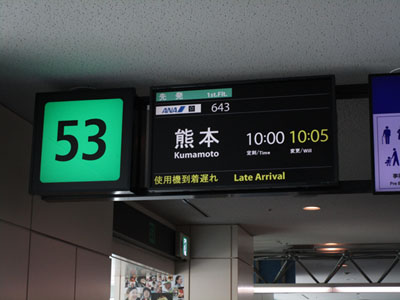 53
先発 1st.Flt.
ANA 643
熊本 10:00 10:05
Kumamoto 定刻/Time 変更/Will
使用機到着遅れ Late Arrival